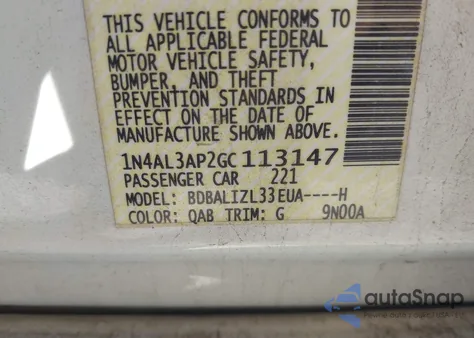 THIS VEHICLE CONFORMS TO
ALL APPLICABLE FEDERAL
MOTOR VEHICLE SAFETY,
BUMPER, AND THEFT
PREVENTION STANDARDS IN
EFFECT ON THE DATE OF
MANUFACTURE SHOWN ABOVE.
1N4AL3AP2GC113147
PASSENGER CAR 221
MODEL: BDBALIZL33EUA----H
COLOR: QAB TRIM: G 9N00A
autoSnap